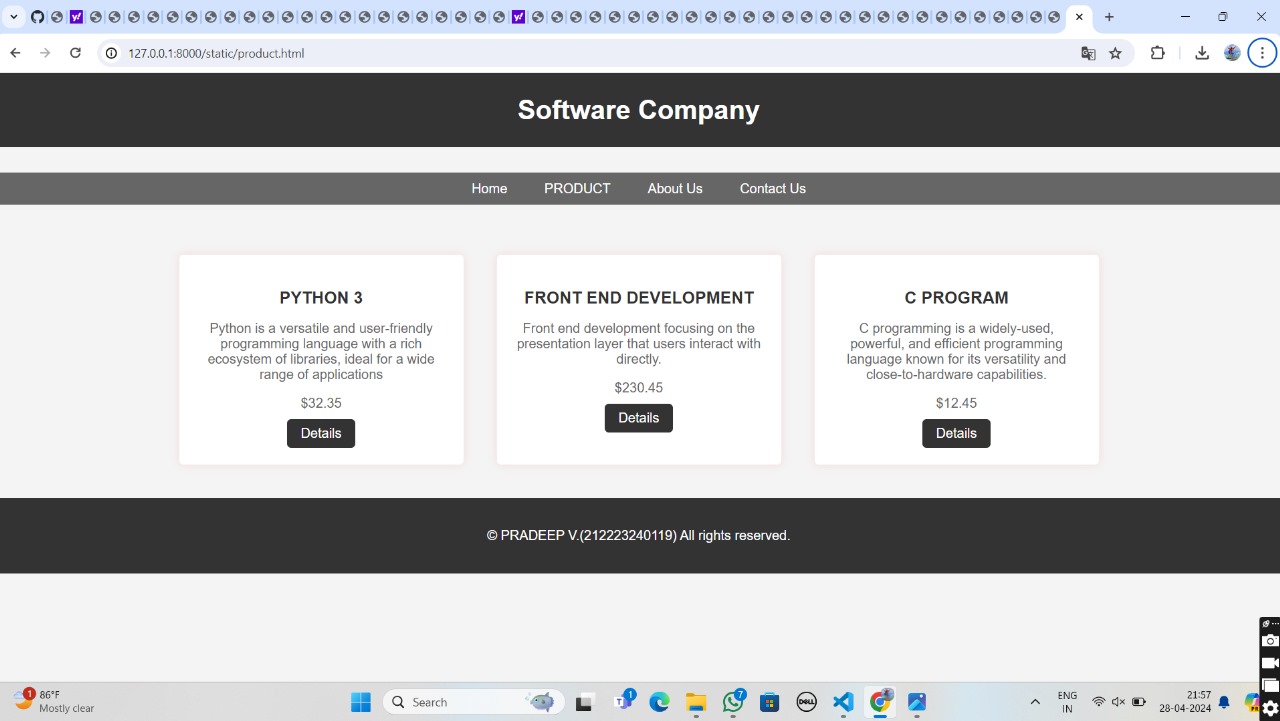 127.0.0.1:8000/static/product.html
Software Company
Home PRODUCT About Us Contact Us
PYTHON 3
Python is a versatile and user-friendly
programming language with a rich
ecosystem of libraries, ideal for a wide
range of applications
$32.35
Details
FRONT END DEVELOPMENT
Front end development focusing on the
presentation layer that users interact with
directly.
$230.45
Details
C PROGRAM
C programming is a widely-used,
powerful, and efficient programming
language known for its versatility and
close-to-hardware capabilities.
$12.45
Details
© PRADEEP V.(212223240119) All rights reserved.
1
86°F
Mostly clear
Search
1
7
DELL
ENG
IN
21:57
28-04-2024